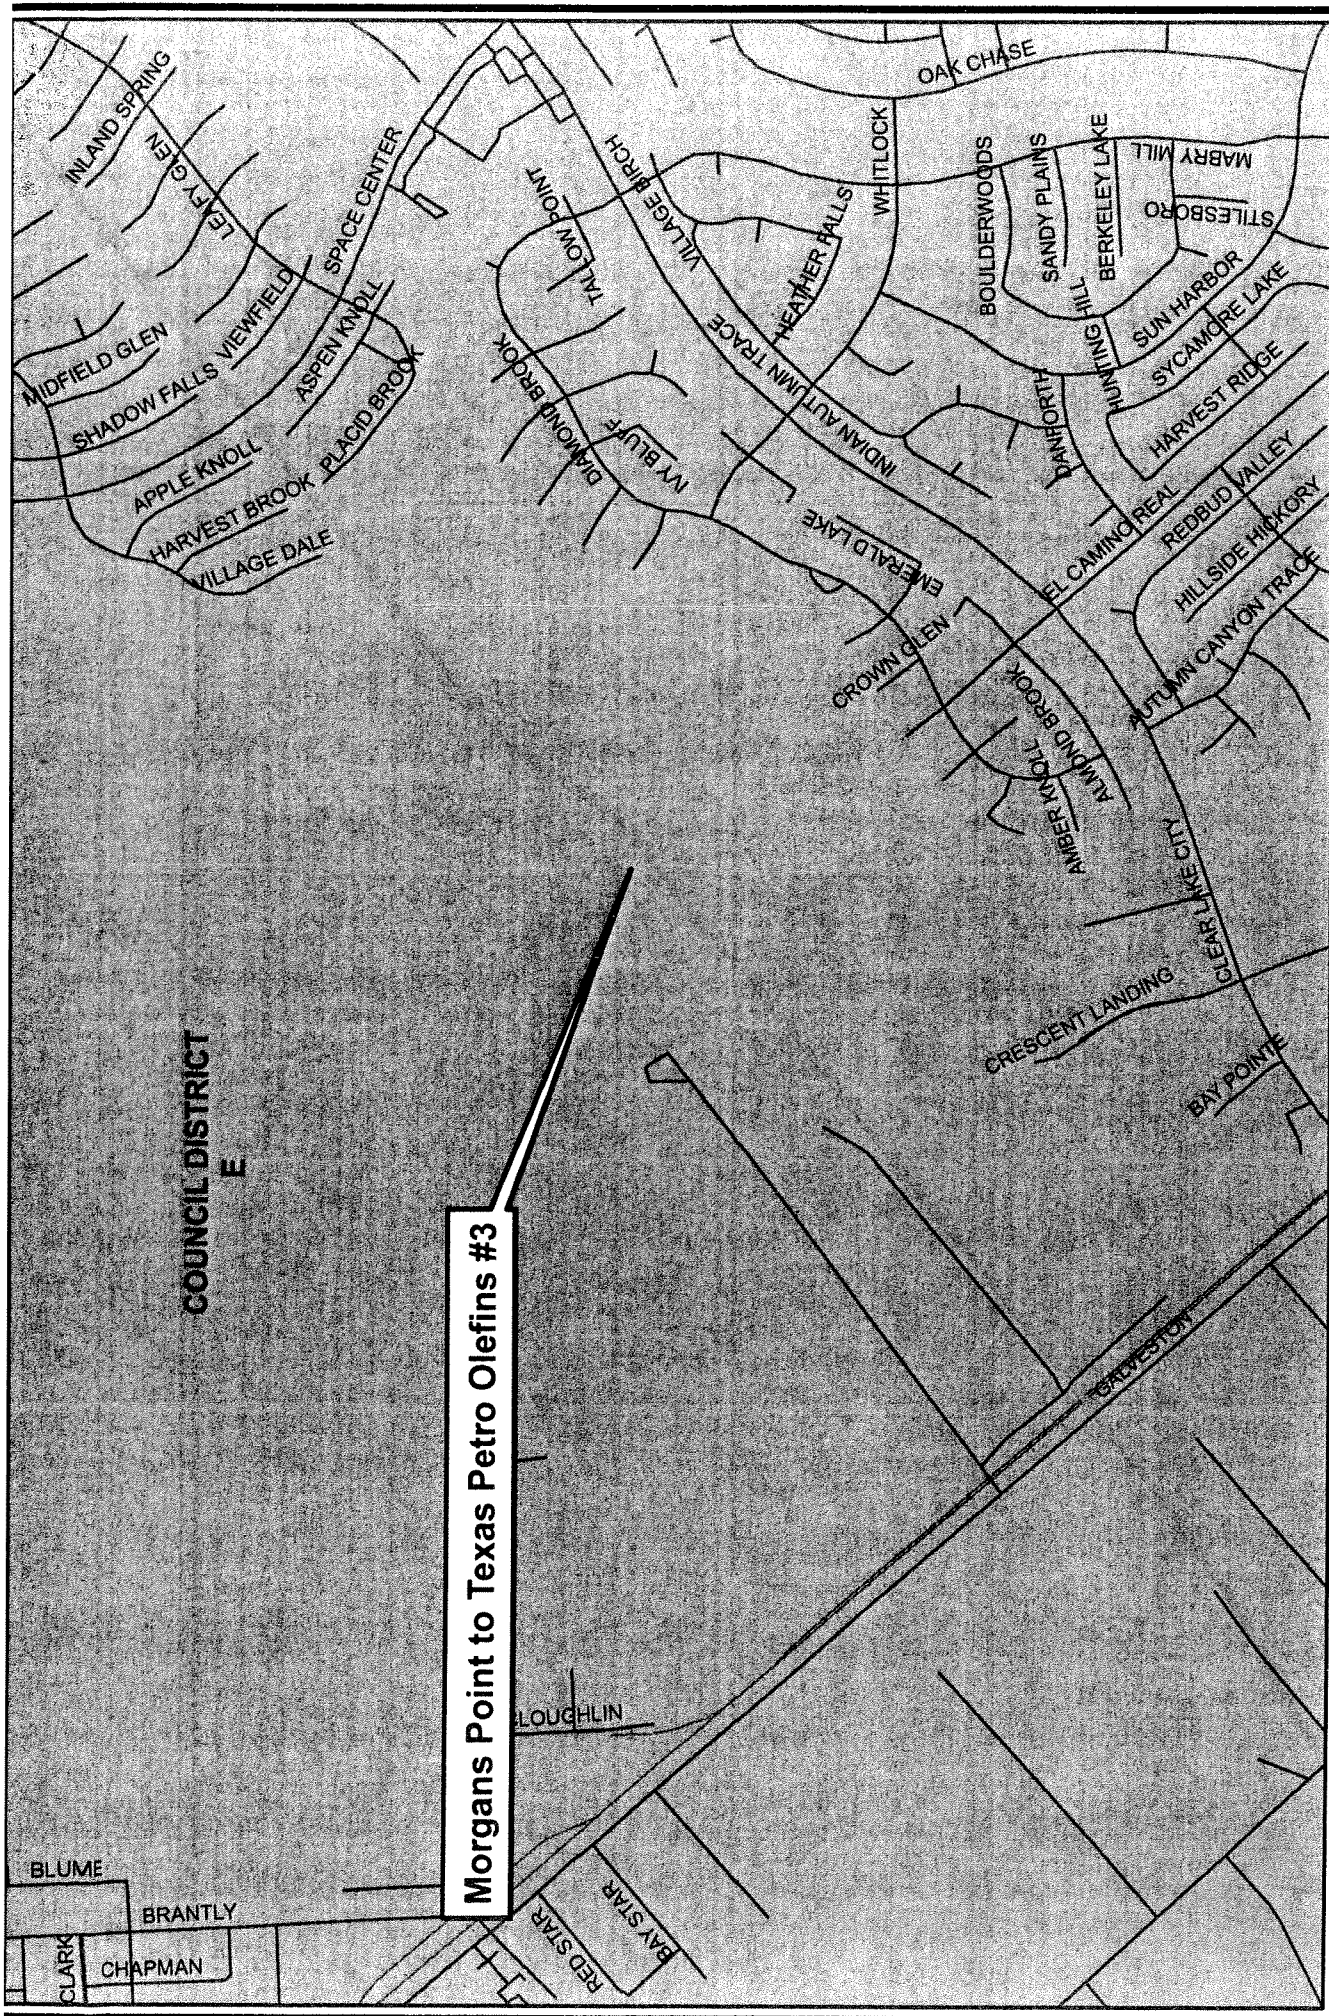 INLAND SPRING
LEAFY GLEN
SPACE CENTER
OAK CHASE
WHITLOCK
VILLAGE BIRCH
TALLOW POINT
BOULDERWOODS
SANDY PLAINS
BERKELEY LAKE
MABRY MILL
STILESBORO
HEATHER FALLS
MIDFIELD GLEN
SHADOW FALLS
VIEWFIELD
ASPEN KNOLL
PLACID BROOK
APPLE KNOLL
HARVEST BROOK
VILLAGE DALE
DIAMOND BROOK
IVY BLUFF
INDIAN AUTUMN TRACE
HUNTING HILL
SUN HARBOR
SYCAMORE LAKE
DANFORTH
HARVEST RIDGE
EMERALD LAKE
EL CAMINO REAL
REDBUD VALLEY
HILLSIDE HICKORY
AUTUMN CANYON TRACE
CROWN GLEN
ALMOND BROOK
AMBER KNOLL
CLEAR LAKE CITY
CRESCENT LANDING
BAY POINTE
COUNCIL DISTRICT
E
Morgans Point to Texas Petro Olefins #3
GALVESTON
LOUGHLIN
BLUME
BRANTLY
CLARK
CHAPMAN
RED STAR
BAY STAR